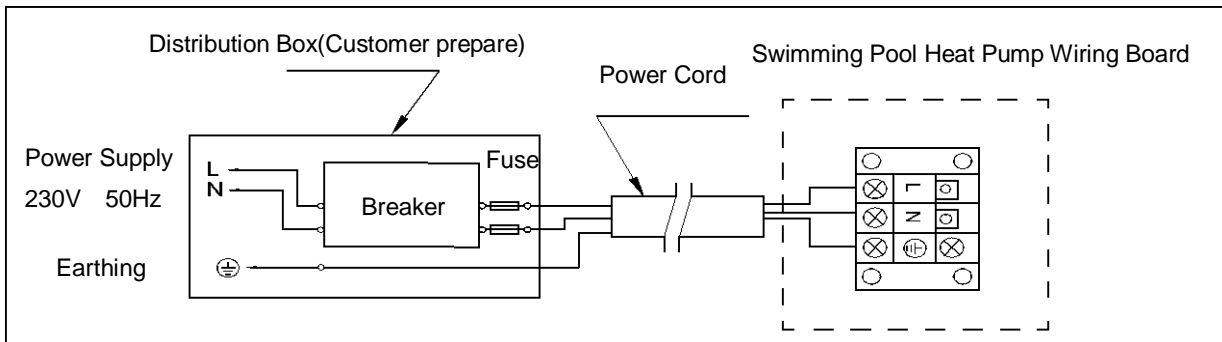 Distribution Box(Customer prepare)
Swimming Pool Heat Pump Wiring Board
Power Cord
Power Supply
230V 50Hz
L
N
Fuse
Breaker
Earthing
L
N